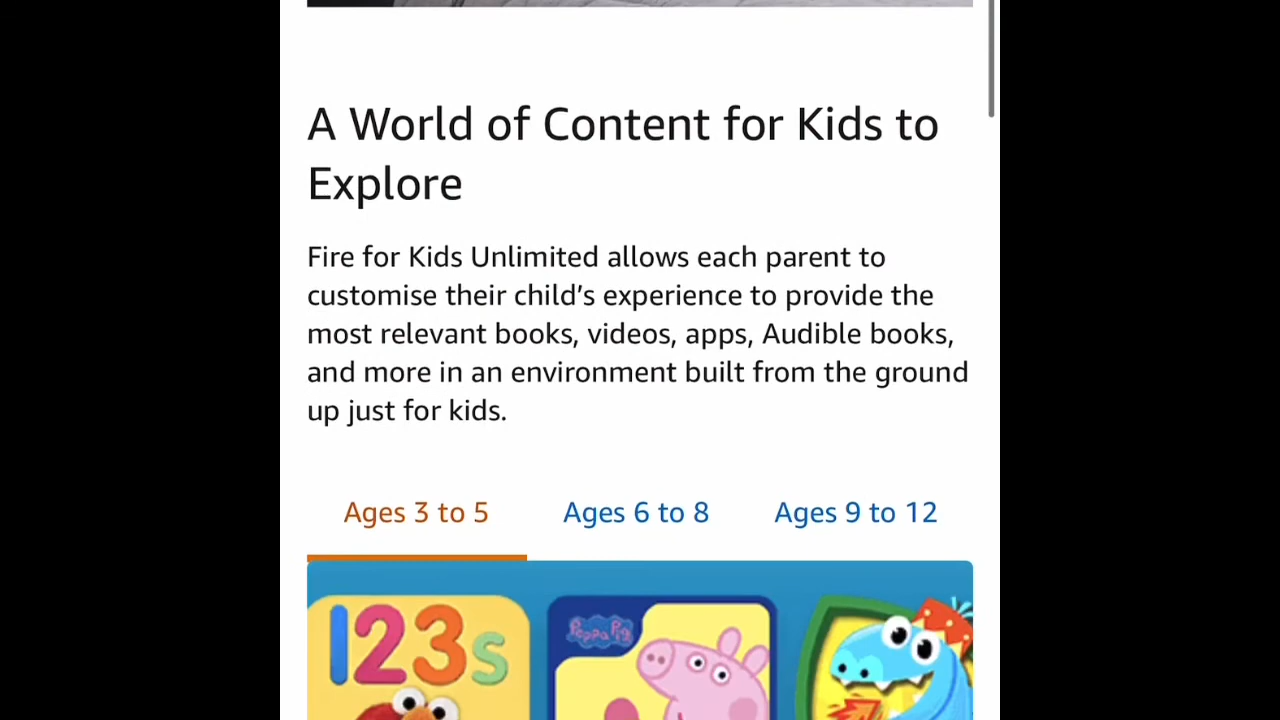 A World of Content for Kids to
Explore
Fire for Kids Unlimited allows each parent to
customise their child’s experience to provide the
most relevant books, videos, apps, Audible books,
and more in an environment built from the ground
up just for kids.
Ages 3 to 5 Ages 6 to 8 Ages 9 to 12
123s
Peppa Pig